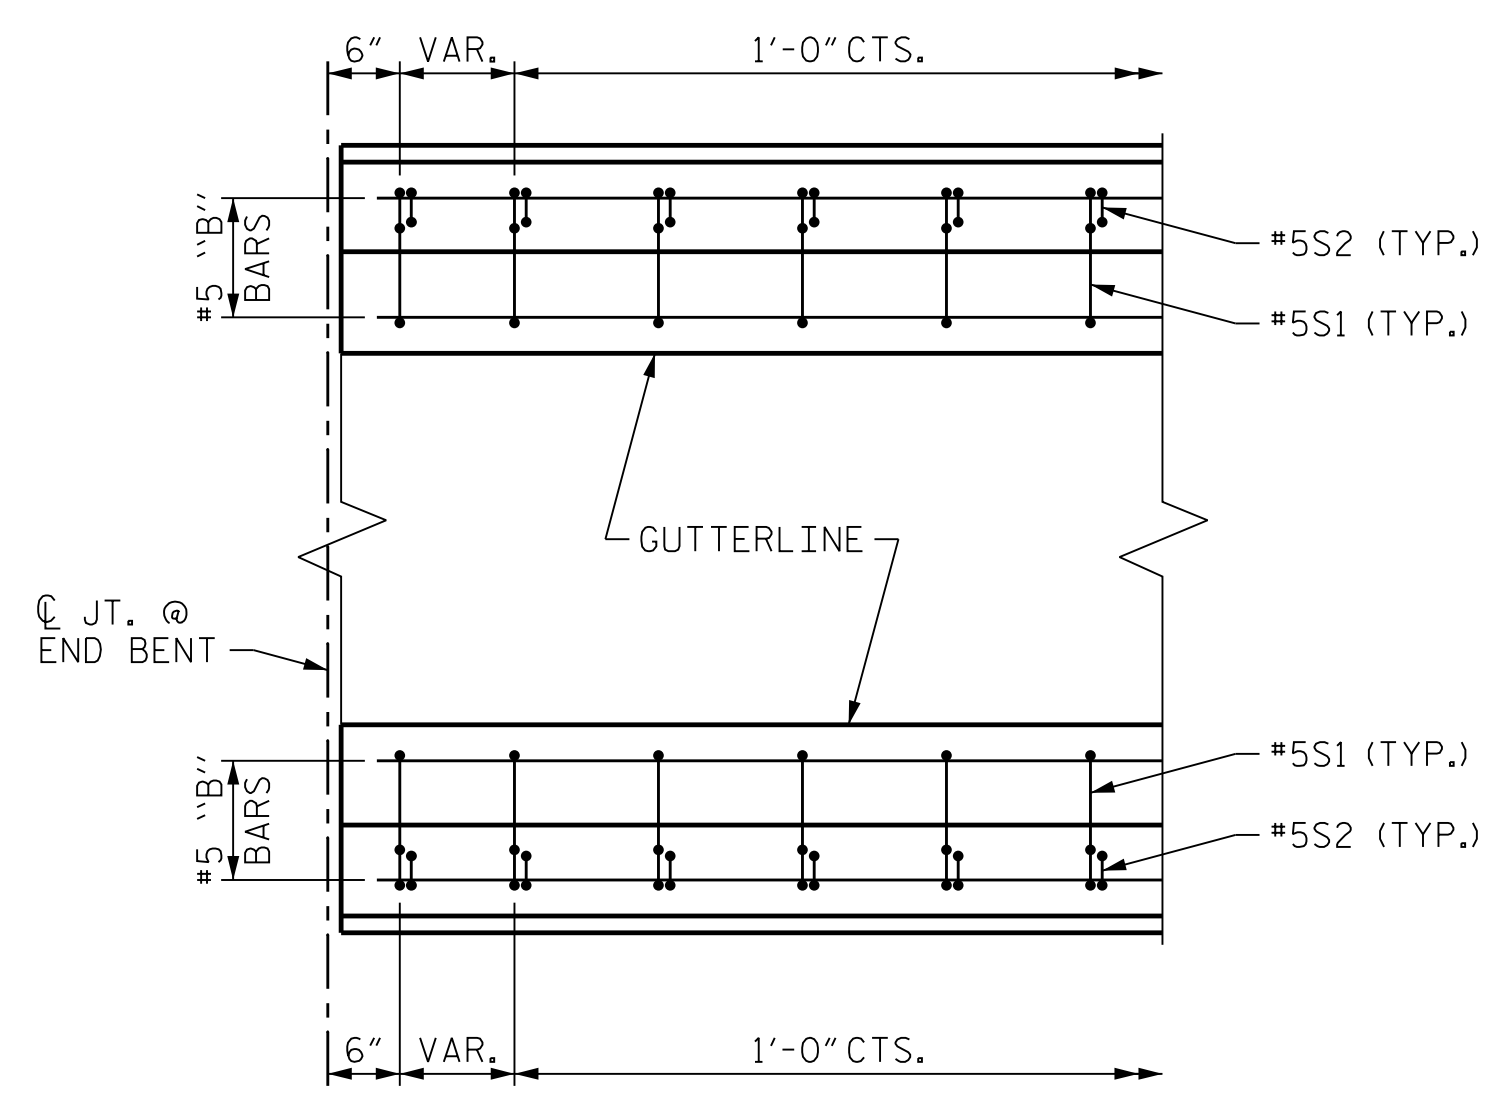 6" VAR. 1'-0" CTS.
#5 "B"
BARS
#5S2 (TYP.)
#5S1 (TYP.)
GUTTERLINE
℄ JT. @
END BENT
#5 "B"
BARS
#5S1 (TYP.)
#5S2 (TYP.)
6" VAR. 1'-0" CTS.